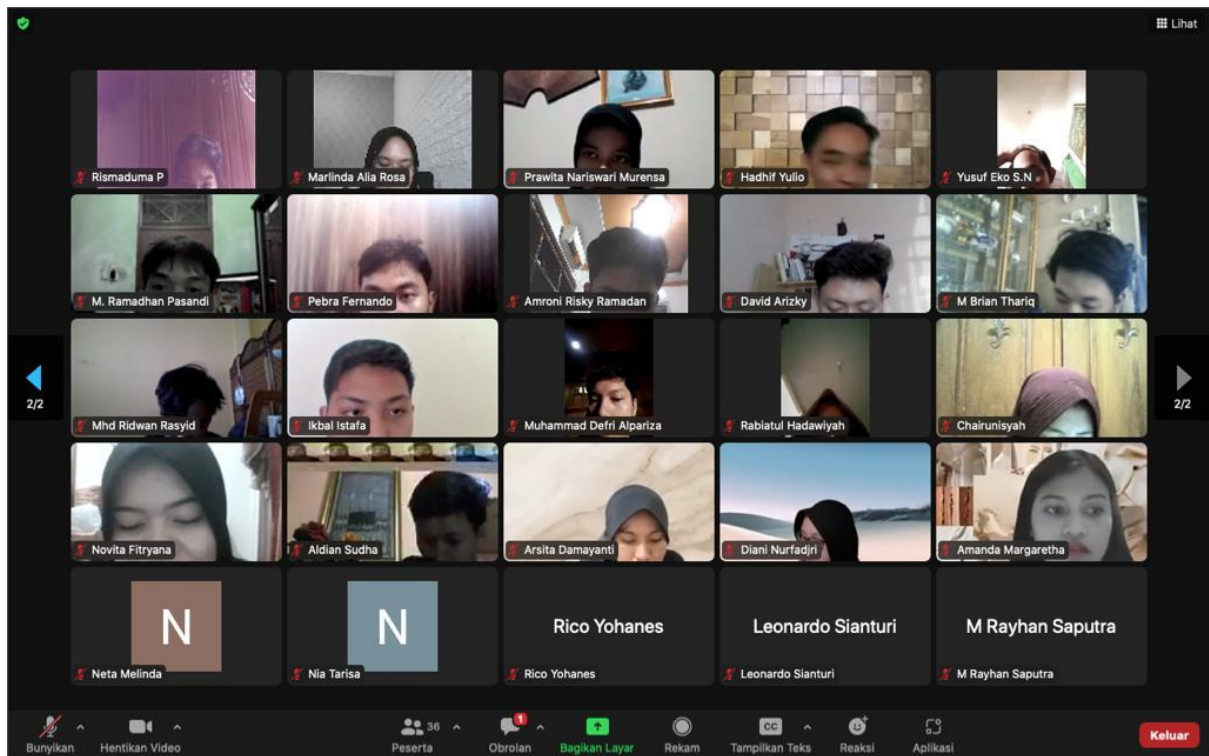 Lihat
Rismaduma P
Marlinda Alia Rosa
Prawita Nariswari Murensa
Hadhif Yulio
Yusuf Eko S.N
M. Ramadhan Pasandi
Pebra Fernando
Amroni Risky Ramadan
David Arizky
M Brian Thariq
2/2
2/2
Mhd Ridwan Rasyid
Ikbal Istafa
Muhammad Defri Alpariza
Rabiatul Hadawiyah
Chairunisyah
Novita Fitryana
Aldian Sudha
Arsita Damayanti
Diani Nurfadjri
Amanda Margaretha
N
N
Rico Yohanes
Leonardo Sianturi
M Rayhan Saputra
Neta Melinda
Nia Tarisa
Rico Yohanes
Leonardo Sianturi
M Rayhan Saputra
36
1
CC
Bunyikan
Hentikan Video
Peserta
Obrolan
Bagikan Layar
Rekam
Tampilkan Teks
Reaksi
Aplikasi
Keluar